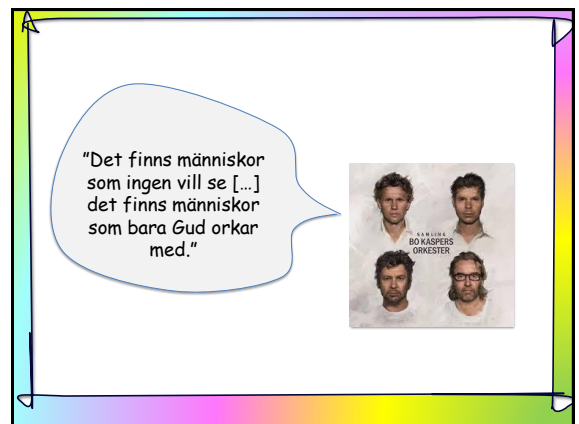 ”Det finns människor
som ingen vill se […]
det finns människor
som bara Gud orkar
med.”
SAMLING
BO KASPERS
ORKESTER